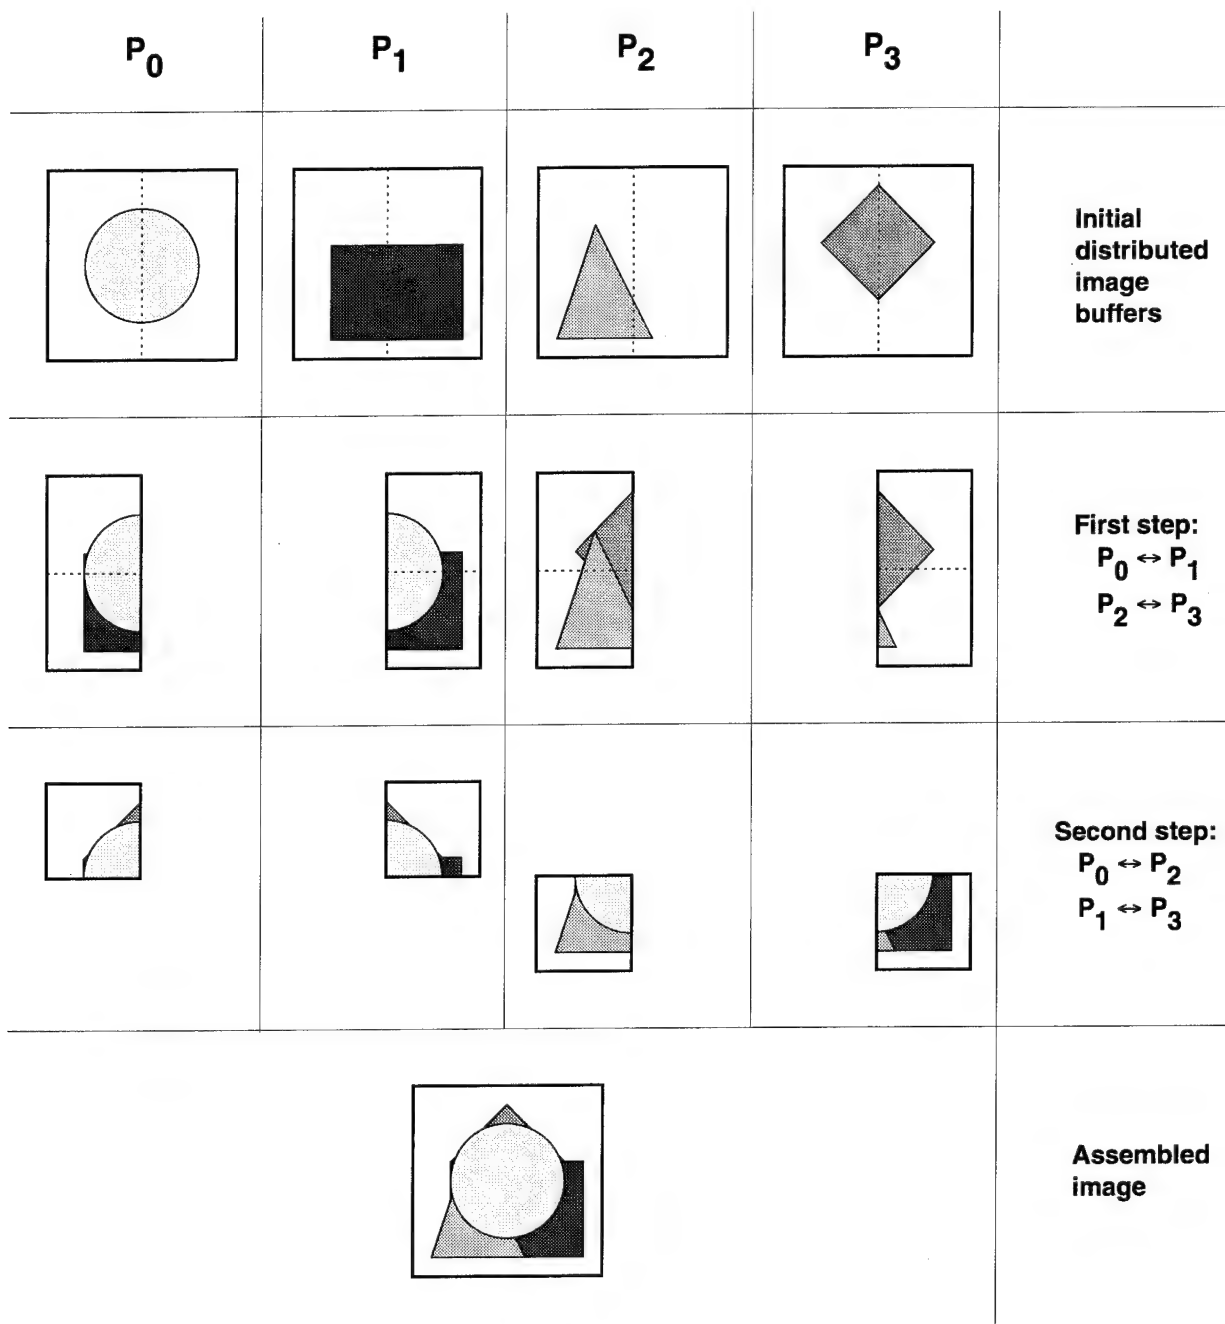 P0 P1 P2 P3
Initial
distributed
image
buffers
First step:
P0 ↔ P1
P2 ↔ P3
Second step:
P0 ↔ P2
P1 ↔ P3
Assembled
image